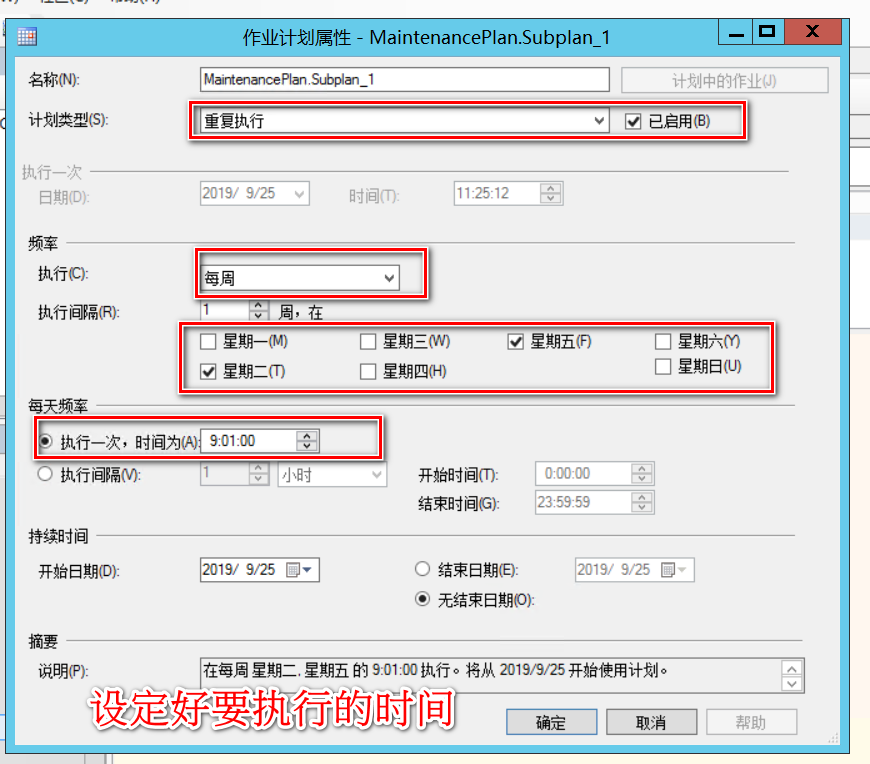 作业计划属性 - MaintenancePlan.Subplan_1
名称(N): MaintenancePlan.Subplan_1 计划中的作业(J)
计划类型(S): 重复执行 已启用(B)
执行一次
日期(D): 2019/ 9/25 时间(T): 11:25:12
频率
执行(C): 每周
执行间隔(R): 1 周，在
星期一(M) 星期三(W) 星期五(F) 星期六(Y)
星期二(T) 星期四(H) 星期日(U)
每天频率
执行一次，时间为(A): 9:01:00
执行间隔(V): 1 小时 开始时间(T): 0:00:00
结束时间(G): 23:59:59
持续时间
开始日期(D): 2019/ 9/25 结束日期(E): 2019/ 9/25
无结束日期(O):
摘要
说明(P): 在每周 星期二, 星期五 的 9:01:00 执行。将从 2019/9/25 开始使用计划。
设定好要执行的时间
确定 取消 帮助